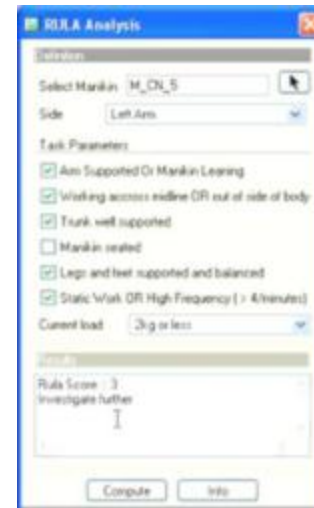 RULA Analysis
Definition
Select Manikin M_CN_5
Side Left Arm
Task Parameters
Arm Supported Or Manikin Leaning
Working accross midline OR out of side of body
Trunk well supported
Manikin seated
Legs and feet supported and balanced
Static Work OR High Frequency ( > 4/minutes)
Current load 2kg or less
Results
Rula Score : 3
Investigate further
Compute Info